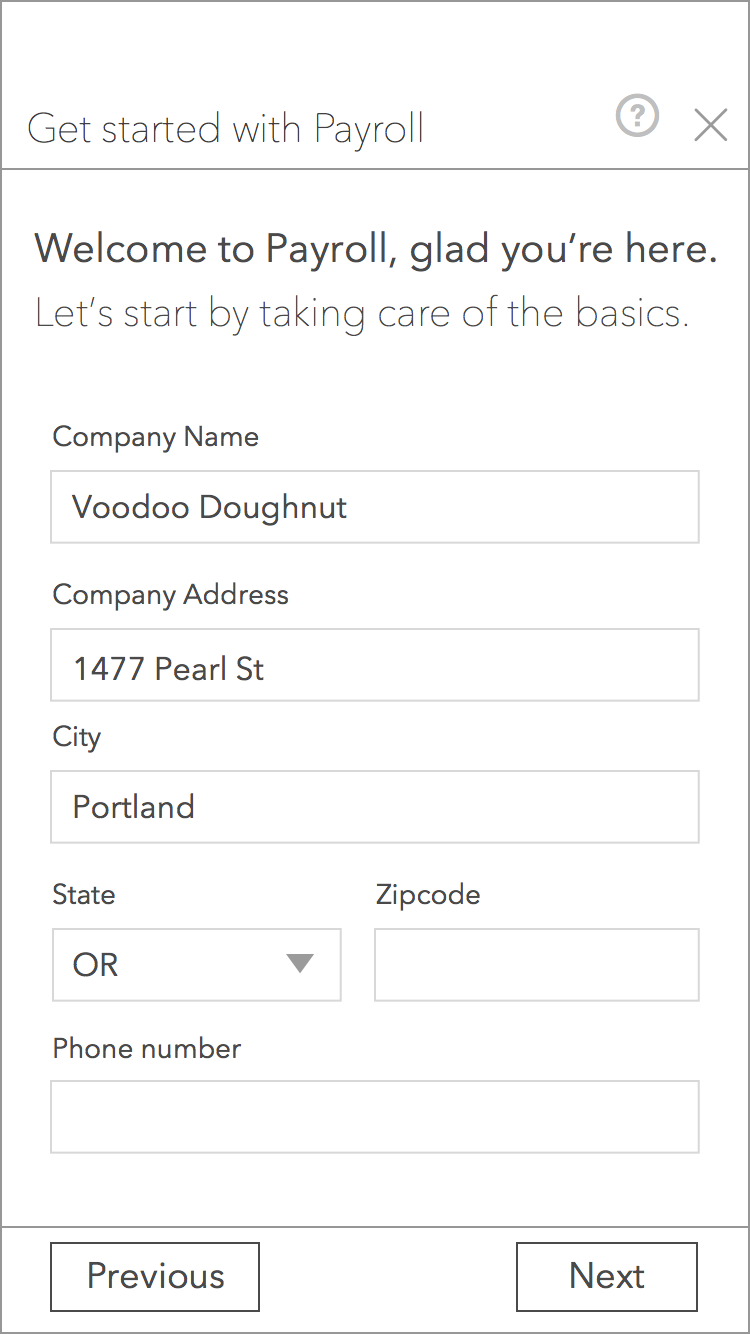 Get started with Payroll
?
Welcome to Payroll, glad you’re here.
Let’s start by taking care of the basics.
Company Name
Voodoo Doughnut
Company Address
1477 Pearl St
City
Portland
State Zipcode
OR
Phone number
Previous Next